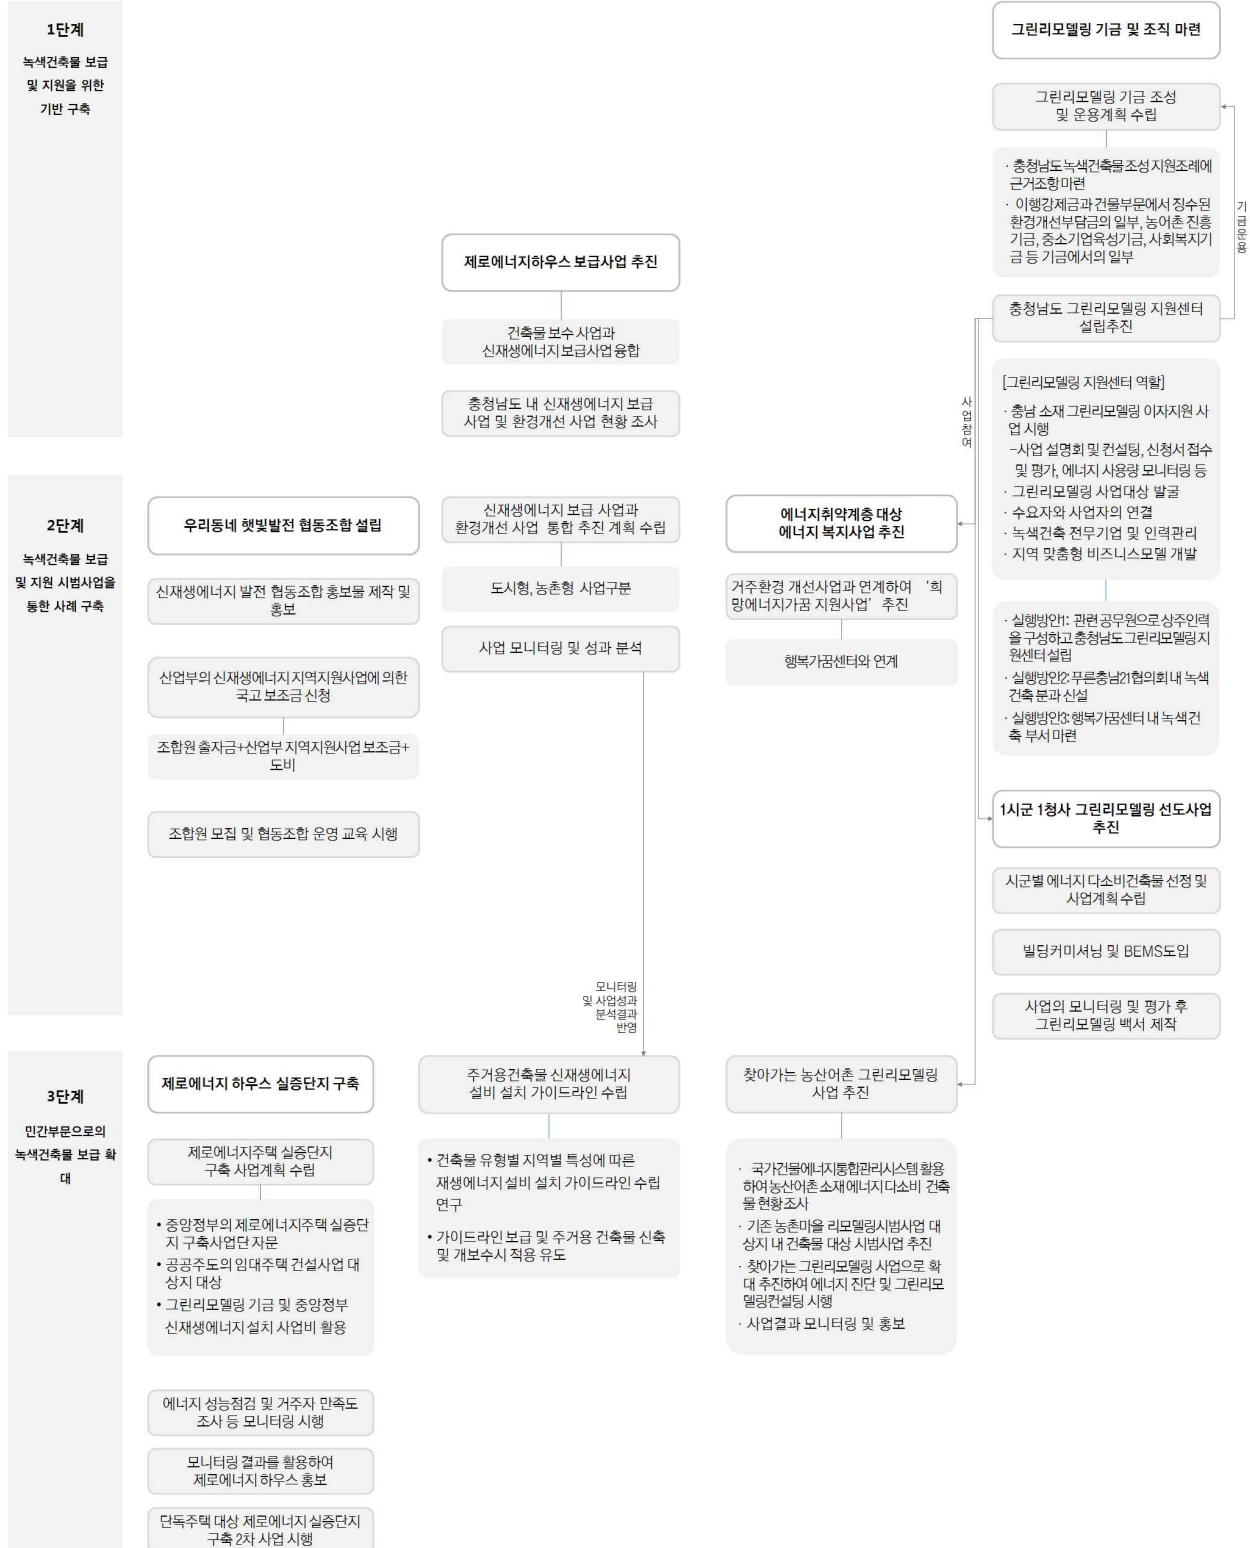 1단계
녹색건축물 보급
및 지원을 위한
기반 구축
그린리모델링 기금 및 조직 마련
그린리모델링 기금 조성
및 운용계획 수립
· 충청남도 녹색건축물 조성 지원조례에
근거조항 마련
· 이행강제금과 건물부문에서 징수된
환경개선부담금의 일부, 농어촌 진흥
기금, 중소기업육성기금, 사회복지기
금 등 기금에서의 일부
기금운용
충청남도 그린리모델링 지원센터
설립추진
[그린리모델링 지원센터 역할]
· 충남 소재 그린리모델링 이자지원 사
업 시행
-사업 설명회 및 컨설팅, 신청서 접수
및 평가, 에너지 사용량 모니터링 등
· 그린리모델링 사업대상 발굴
· 수요자와 사업자의 연결
· 녹색건축 전무기업 및 인력관리
· 지역 맞춤형 비즈니스모델 개발
· 실행방안1: 관련 공무원으로 상주인력
을 구성하고 충청남도 그린리모델링 지
원센터 설립
· 실행방안2: 푸른충남21협의회 내 녹색
건축 분과 신설
· 실행방안3: 행복가꿈센터 내 녹색건
축 부서 마련
사업참여
제로에너지하우스 보급사업 추진
건축물 보수 사업과
신재생에너지 보급사업 융합
충청남도 내 신재생에너지 보급
사업 및 환경개선 사업 현황 조사
2단계
녹색건축물 보급
및 지원 시범사업을
통한 사례 구축
우리동네 햇빛발전 협동조합 설립
신재생에너지 발전 협동조합 홍보물 제작 및
홍보
산업부의 신재생에너지 지역지원사업에 의한
국고 보조금 신청
조합원 출자금+산업부 지역지원사업 보조금+
도비
조합원 모집 및 협동조합 운영 교육 시행
신재생에너지 보급 사업과
환경개선 사업 통합 추진 계획 수립
도시형, 농촌형 사업구분
사업 모니터링 및 성과 분석
모니터링
및 사업성과
분석결과
반영
에너지취약계층 대상
에너지 복지사업 추진
거주환경 개선사업과 연계하여 ‘희
망에너지가꿈 지원사업’ 추진
행복가꿈센터와 연계
1시군 1청사 그린리모델링 선도사업
추진
시군별 에너지 다소비건축물 선정 및
사업계획 수립
빌딩커미셔닝 및 BEMS도입
사업의 모니터링 및 평가 후
그린리모델링 백서 제작
3단계
민간부문으로의
녹색건축물 보급 확
대
제로에너지 하우스 실증단지 구축
제로에너지주택 실증단지
구축 사업계획 수립
• 중앙정부의 제로에너지주택 실증단
지 구축사업단 자문
• 공공주도의 임대주택 건설사업 대
상지 대상
• 그린리모델링 기금 및 중앙정부
신재생에너지 설치 사업비 활용
에너지 성능점검 및 거주자 만족도
조사 등 모니터링 시행
모니터링 결과를 활용하여
제로에너지 하우스 홍보
단독주택 대상 제로에너지 실증단지
구축 2차 사업 시행
주거용건축물 신재생에너지
설비 설치 가이드라인 수립
• 건축물 유형별 지역별 특성에 따른
재생에너지 설비 설치 가이드라인 수립
연구
• 가이드라인 보급 및 주거용 건축물 신축
및 개보수시 적용 유도
찾아가는 농산어촌 그린리모델링
사업 추진
· 국가건물에너지통합관리시스템 활용
하여 농산어촌 소재 에너지 다소비 건축
물 현황 조사
· 기존 농촌마을 리모델링시범사업 대
상지 내 건축물 대상 시범사업 추진
· 찾아가는 그린리모델링 사업으로 확
대 추진하여 에너지 진단 및 그린리모
델링컨설팅 시행
· 사업결과 모니터링 및 홍보